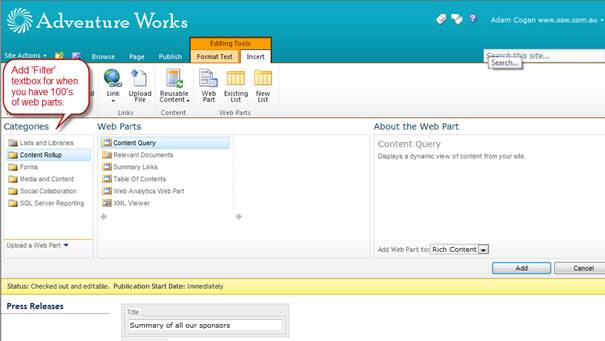 Adventure Works
Adam Cogan www.ssw.com.au
Editing Tools
Site Actions
Browse
Page
Publish
Format Text
Insert
Search this site...
Search...
Add 'Filter'
textbox for when
you have 100's
of web parts.
Link
Upload
File
Reusable
Content
Web
Part
Existing
List
New
List
Links
Content
Web Parts
Categories
Lists and Libraries
Content Rollup
Forms
Media and Content
Social Collaboration
SQL Server Reporting
Upload a Web Part
Web Parts
Content Query
Relevant Documents
Summary Links
Table Of Contents
Web Analytics Web Part
XML Viewer
About the Web Part
Content Query
Displays a dynamic view of content from your site.
Add Web Part to:
Rich Content
Add
Cancel
Status: Checked out and editable. Publication Start Date: Immediately
Press Releases
Title
Summary of all our sponsors